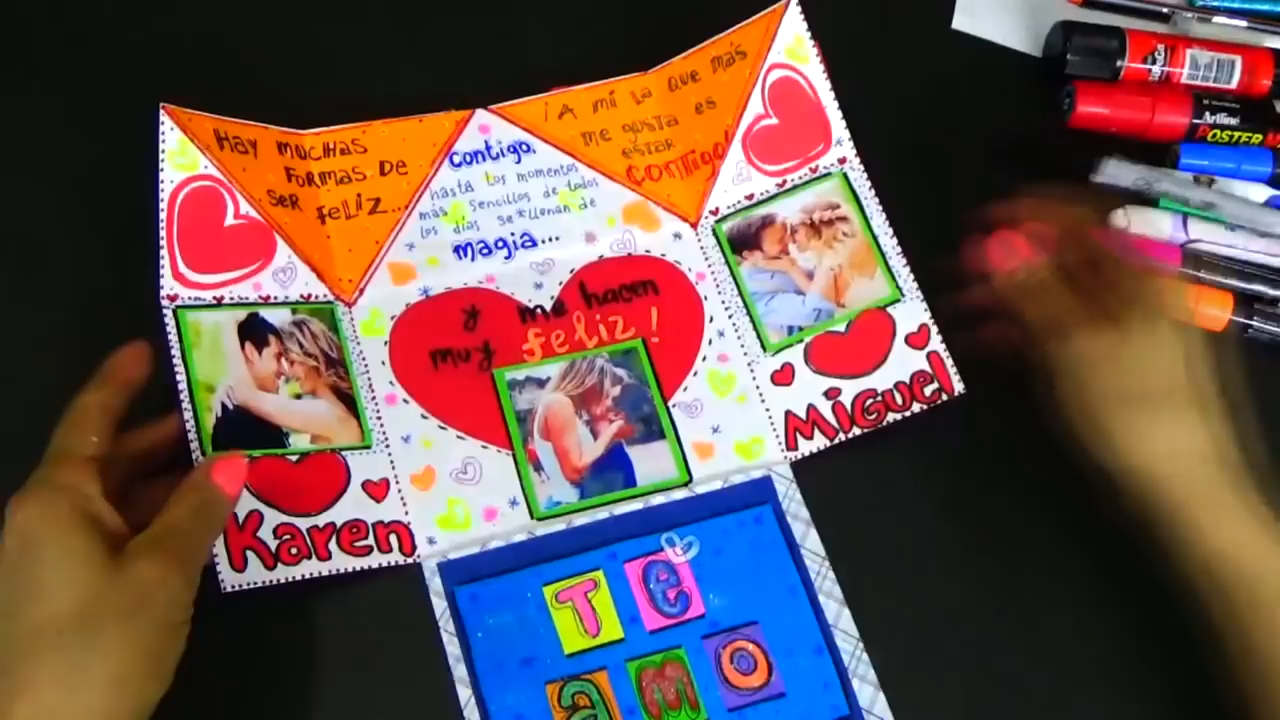 Hay mucHas
Formas De
Ser feLiz...
contigo,
hasta Los momentos
mas sencillos de todos
los días se llenan de
magia...
¡A mí La que más
me gusta es
estar
contigo!
y me hacen
muy feliz!
Karen
Miguel
Te
amo
Artline
POSTER M